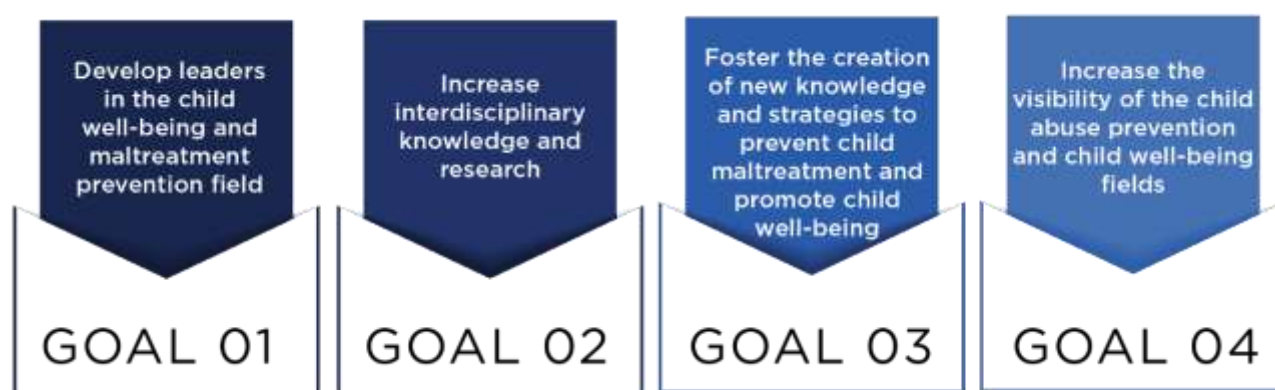 Develop leaders
in the child
well-being and
maltreatment
prevention field
GOAL 01
Increase
interdisciplinary
knowledge and
research
GOAL 02
Foster the creation
of new knowledge
and strategies to
prevent child
maltreatment and
promote child
well-being
GOAL 03
Increase the
visibility of the child
abuse prevention
and child well-being
fields
GOAL 04